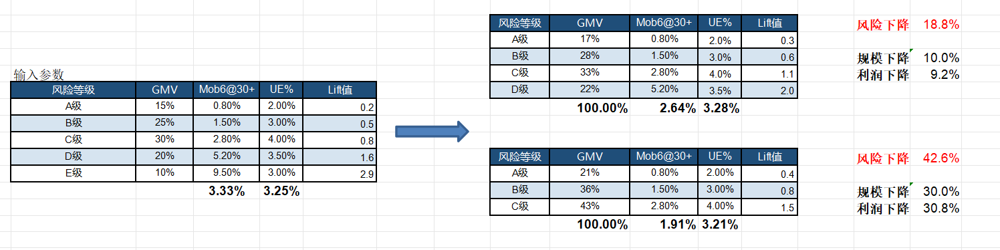 输入参数
风险等级 GMV Mob6@30+ UE% Lift值
A级 15% 0.80% 2.00% 0.2
B级 25% 1.50% 3.00% 0.5
C级 30% 2.80% 4.00% 0.8
D级 20% 5.20% 3.50% 1.6
E级 10% 9.50% 3.00% 2.9
3.33% 3.25%
风险等级 GMV Mob6@30+ UE% Lift值
A级 17% 0.80% 2.0% 0.3
B级 28% 1.50% 3.0% 0.6
C级 33% 2.80% 4.0% 1.1
D级 22% 5.20% 3.5% 2.0
100.00% 2.64% 3.28%
风险下降 18.8%
规模下降 10.0%
利润下降 9.2%
风险等级 GMV Mob6@30+ UE% Lift值
A级 21% 0.80% 2.00% 0.4
B级 36% 1.50% 3.00% 0.8
C级 43% 2.80% 4.00% 1.5
100.00% 1.91% 3.21%
风险下降 42.6%
规模下降 30.0%
利润下降 30.8%